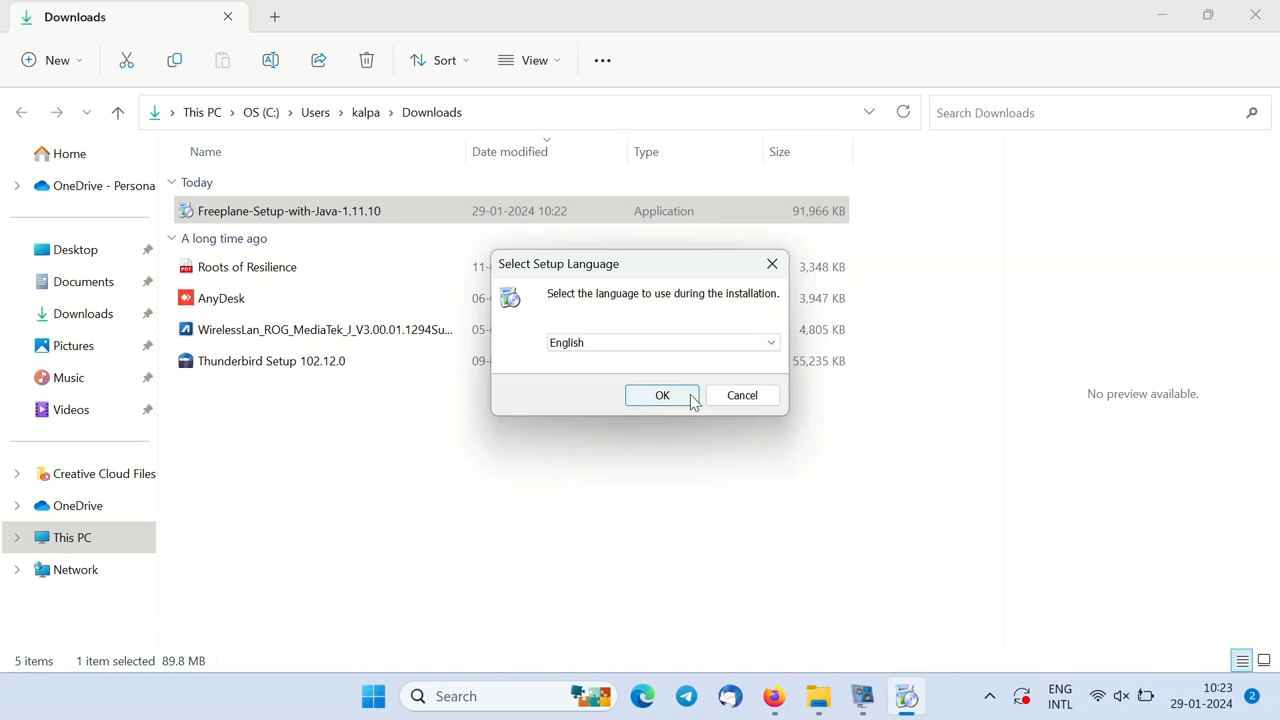 Downloads
New
Sort
View
This PC > OS (C:) > Users > kalpa > Downloads
Search Downloads
Name
Date modified
Type
Size
Home
OneDrive - Persona
Desktop
Documents
Downloads
Pictures
Music
Videos
Creative Cloud Files
OneDrive
This PC
Network
Today
Freeplane-Setup-with-Java-1.11.10 29-01-2024 10:22 Application 91,966 KB
A long time ago
Roots of Resilience 11- 3,348 KB
AnyDesk 06- 3,947 KB
WirelessLan_ROG_MediaTek_J_V3.00.01.1294Su... 05- 4,805 KB
Thunderbird Setup 102.12.0 09- 55,235 KB
Select Setup Language
Select the language to use during the installation.
English
OK
Cancel
No preview available.
5 items 1 item selected 89.8 MB
Search
ENG
INTL
10:23
29-01-2024
2